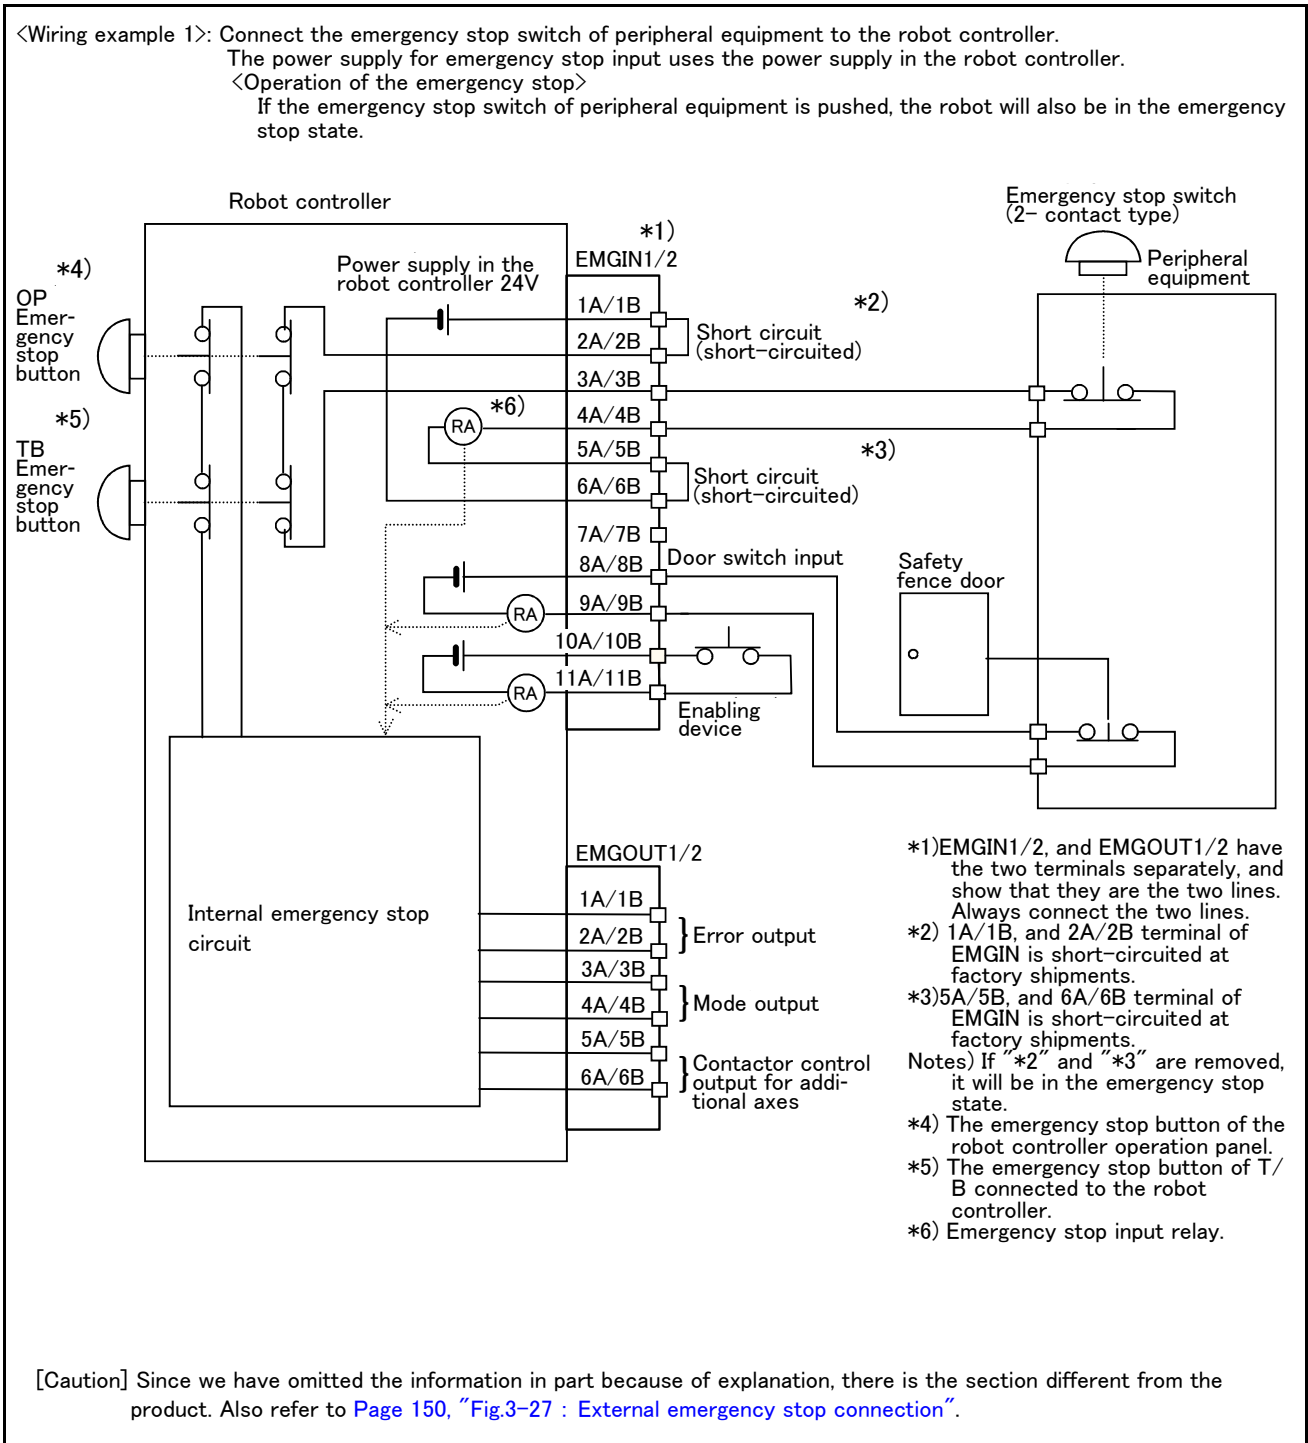 <Wiring example 1>: Connect the emergency stop switch of peripheral equipment to the robot controller.
The power supply for emergency stop input uses the power supply in the robot controller.
<Operation of the emergency stop>
If the emergency stop switch of peripheral equipment is pushed, the robot will also be in the emergency
stop state.
Robot controller
Emergency stop switch
(2- contact type)
Peripheral
equipment
*1)
EMGIN1/2
Power supply in the
robot controller 24V
*4)
OP
Emer-
gency
stop
button
*5)
TB
Emer-
gency
stop
button
*6)
RA
1A/1B
2A/2B
3A/3B
4A/4B
5A/5B
6A/6B
7A/7B
8A/8B
9A/9B
10A/10B
11A/11B
*2)
Short circuit
(short-circuited)
*3)
Short circuit
(short-circuited)
Door switch input
RA
RA
Safety
fence door
Enabling
device
Internal emergency stop
circuit
EMGOUT1/2
1A/1B
2A/2B
3A/3B
4A/4B
5A/5B
6A/6B
}Error output
}Mode output
}Contactor control
output for addi-
tional axes
*1)EMGIN1/2, and EMGOUT1/2 have
the two terminals separately, and
show that they are the two lines.
Always connect the two lines.
*2) 1A/1B, and 2A/2B terminal of
EMGIN is short-circuited at
factory shipments.
*3)5A/5B, and 6A/6B terminal of
EMGIN is short-circuited at
factory shipments.
Notes) If "*2" and "*3" are removed,
it will be in the emergency stop
state.
*4) The emergency stop button of the
robot controller operation panel.
*5) The emergency stop button of T/
B connected to the robot
controller.
*6) Emergency stop input relay.
[Caution] Since we have omitted the information in part because of explanation, there is the section different from the
product. Also refer to Page 150, "Fig.3-27 : External emergency stop connection".